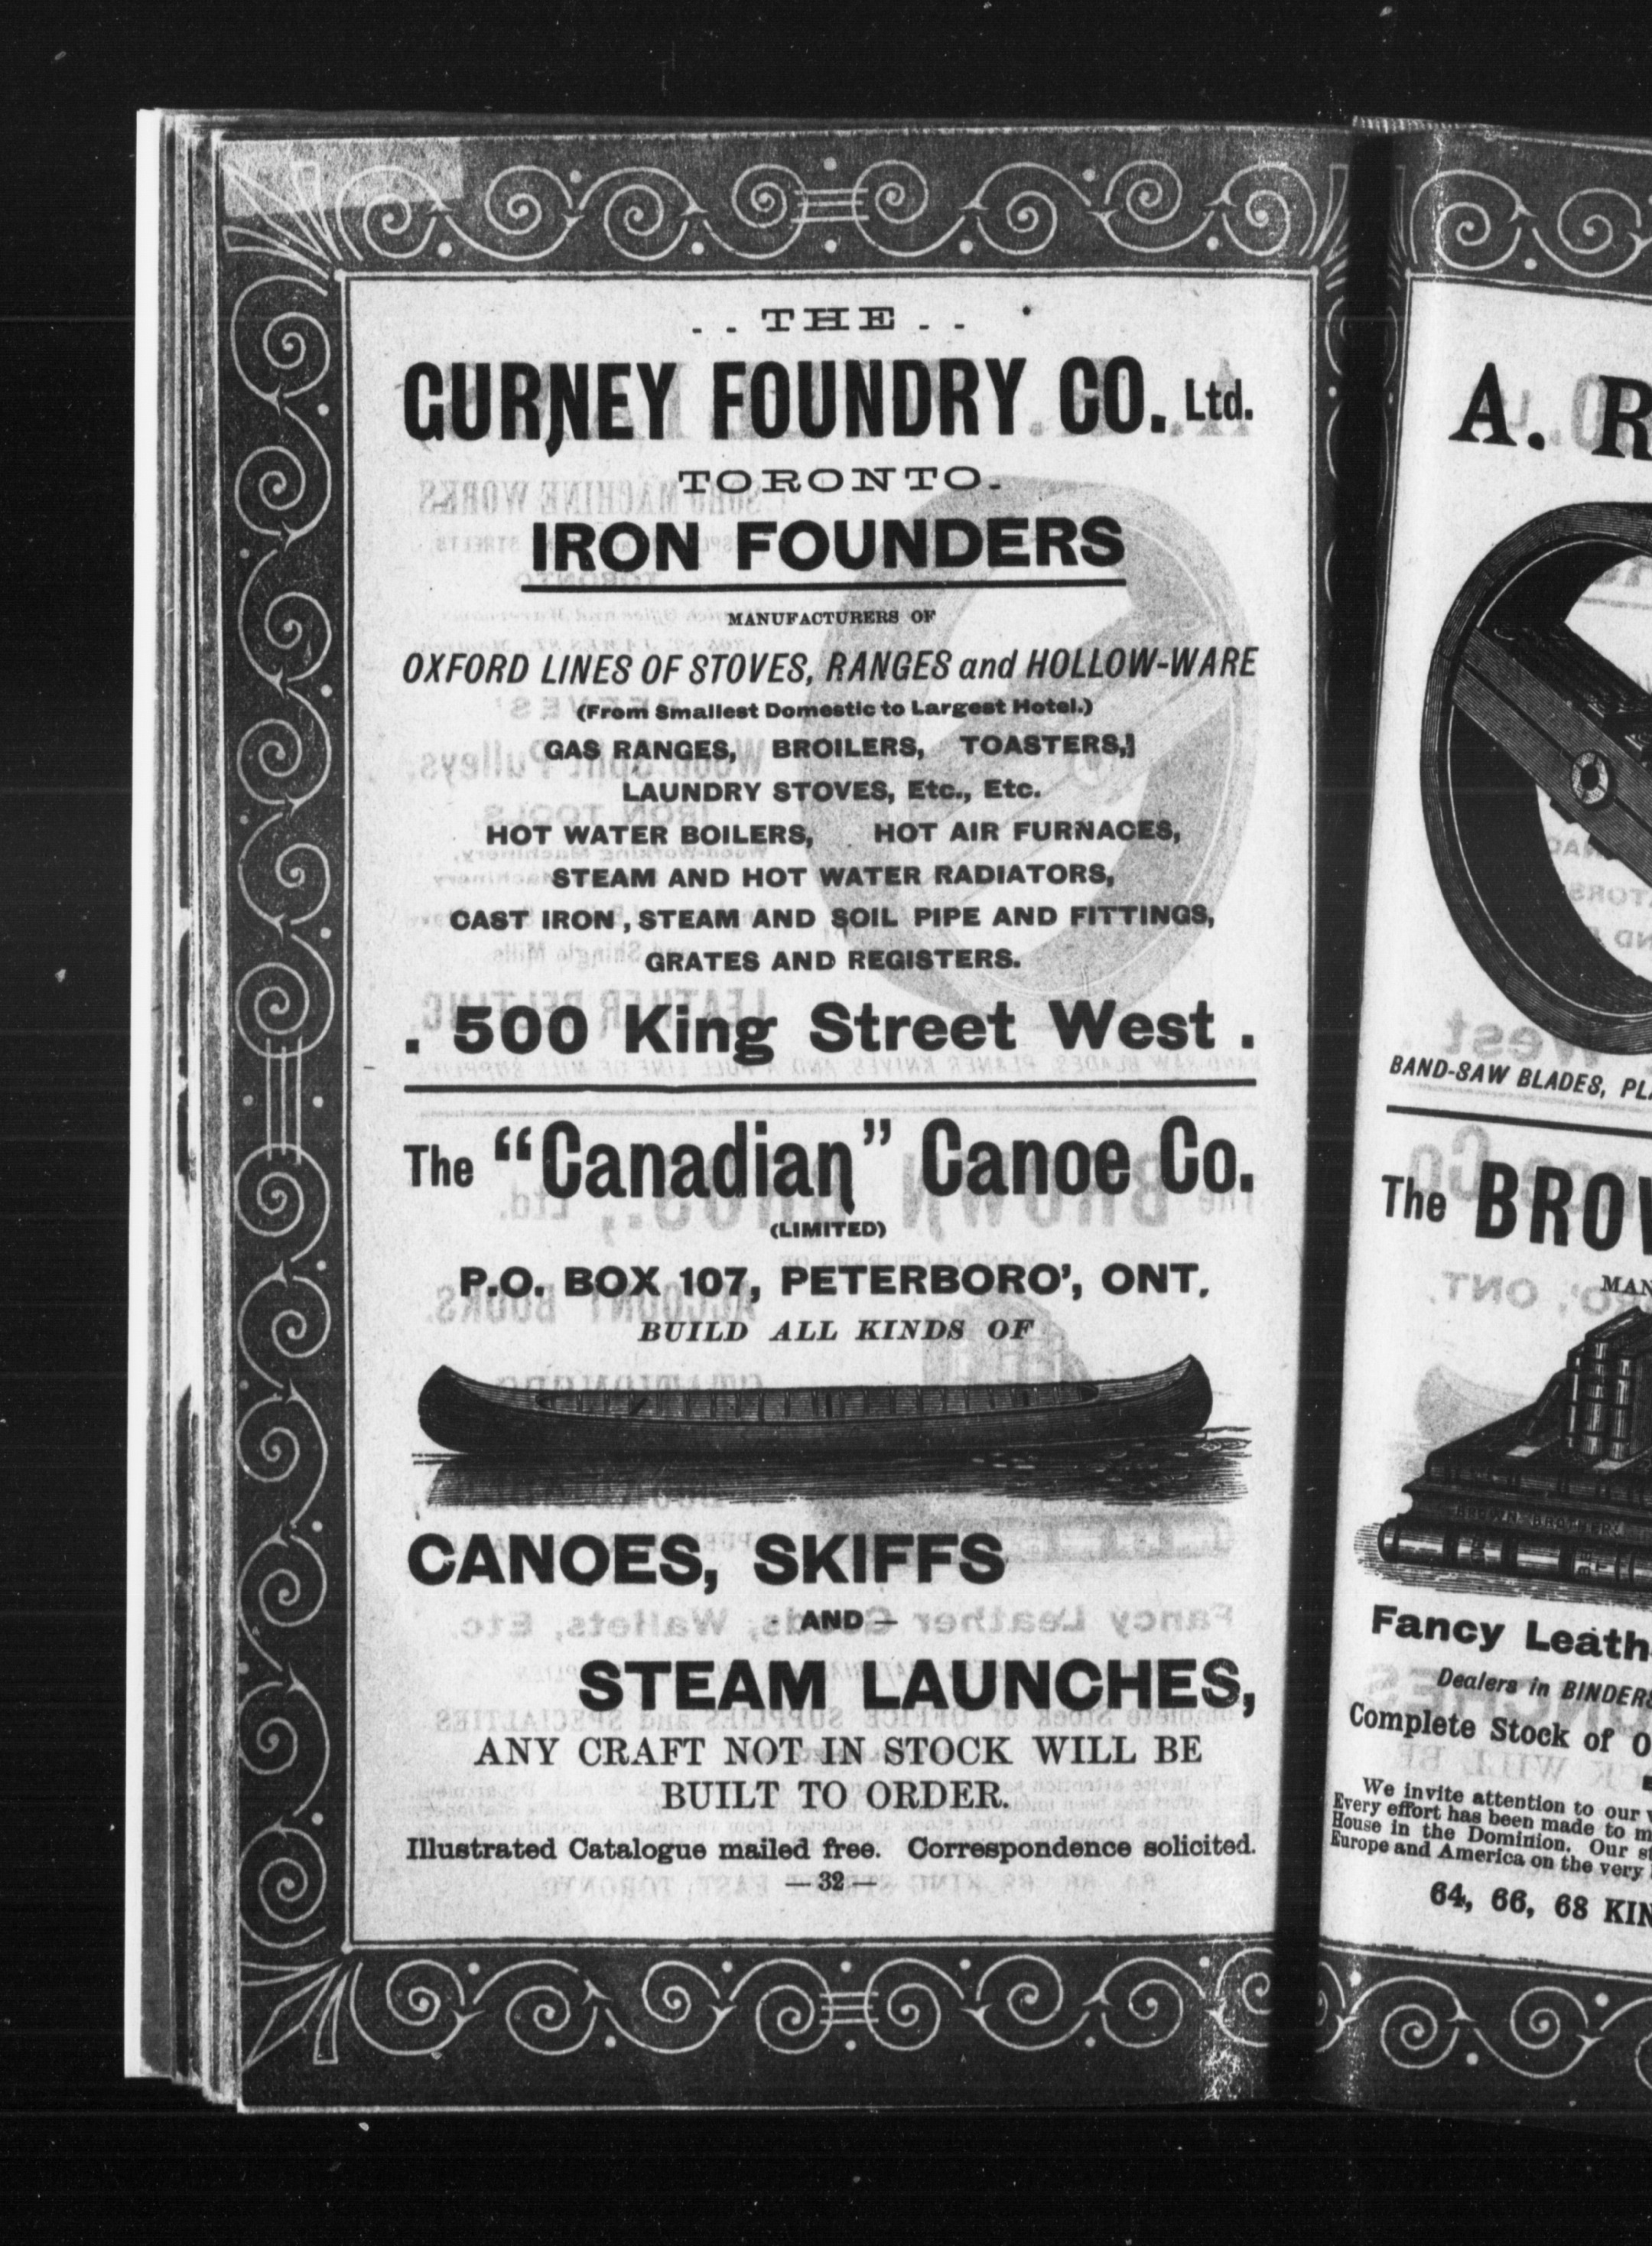 . . THE . .
GURNEY FOUNDRY CO. Ltd.
TORONTO.
IRON FOUNDERS
MANUFACTURERS OF
OXFORD LINES OF STOVES, RANGES and HOLLOW-WARE
(From Smallest Domestic to Largest Hotel.)
GAS RANGES, BROILERS, TOASTERS,]
LAUNDRY STOVES, Etc., Etc.
HOT WATER BOILERS, HOT AIR FURNACES,
STEAM AND HOT WATER RADIATORS,
CAST IRON, STEAM AND SOIL PIPE AND FITTINGS,
GRATES AND REGISTERS.
. 500 King Street West .
The "Canadian" Canoe Co.
(LIMITED)
P.O. BOX 107, PETERBORO', ONT.
BUILD ALL KINDS OF
CANOES, SKIFFS
AND —
STEAM LAUNCHES,
ANY CRAFT NOT IN STOCK WILL BE
BUILT TO ORDER.
Illustrated Catalogue mailed free. Correspondence solicited.
— 32 —
A. R
BAND-SAW BLADES,
The
MAN
BROWN BROTHERS
Fancy
Dealers in
Complete Stock of
We invite attention to our
Every effort has been made to
House in the Dominion. Our
Europe and America on the very
64, 66, 68